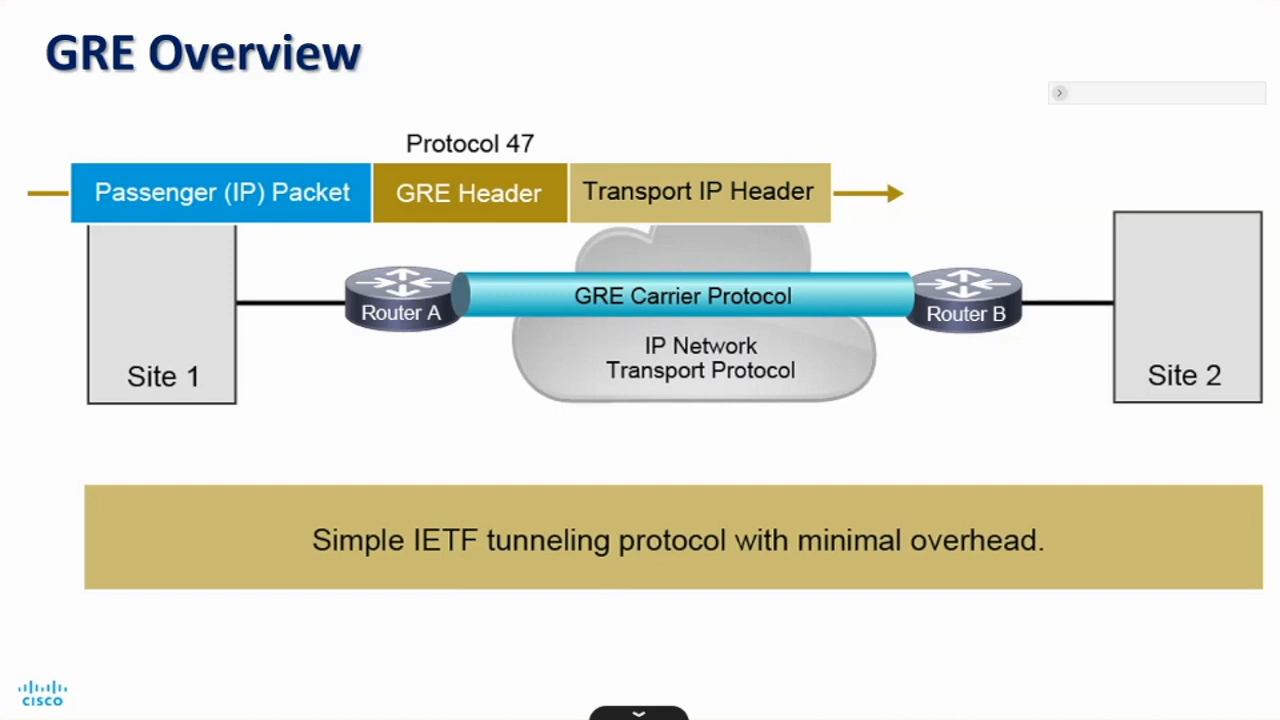 GRE Overview
Protocol 47
Passenger (IP) Packet
GRE Header
Transport IP Header
GRE Carrier Protocol
Router A
Router B
IP Network
Transport Protocol
Site 1
Site 2
Simple IETF tunneling protocol with minimal overhead.
CISCO